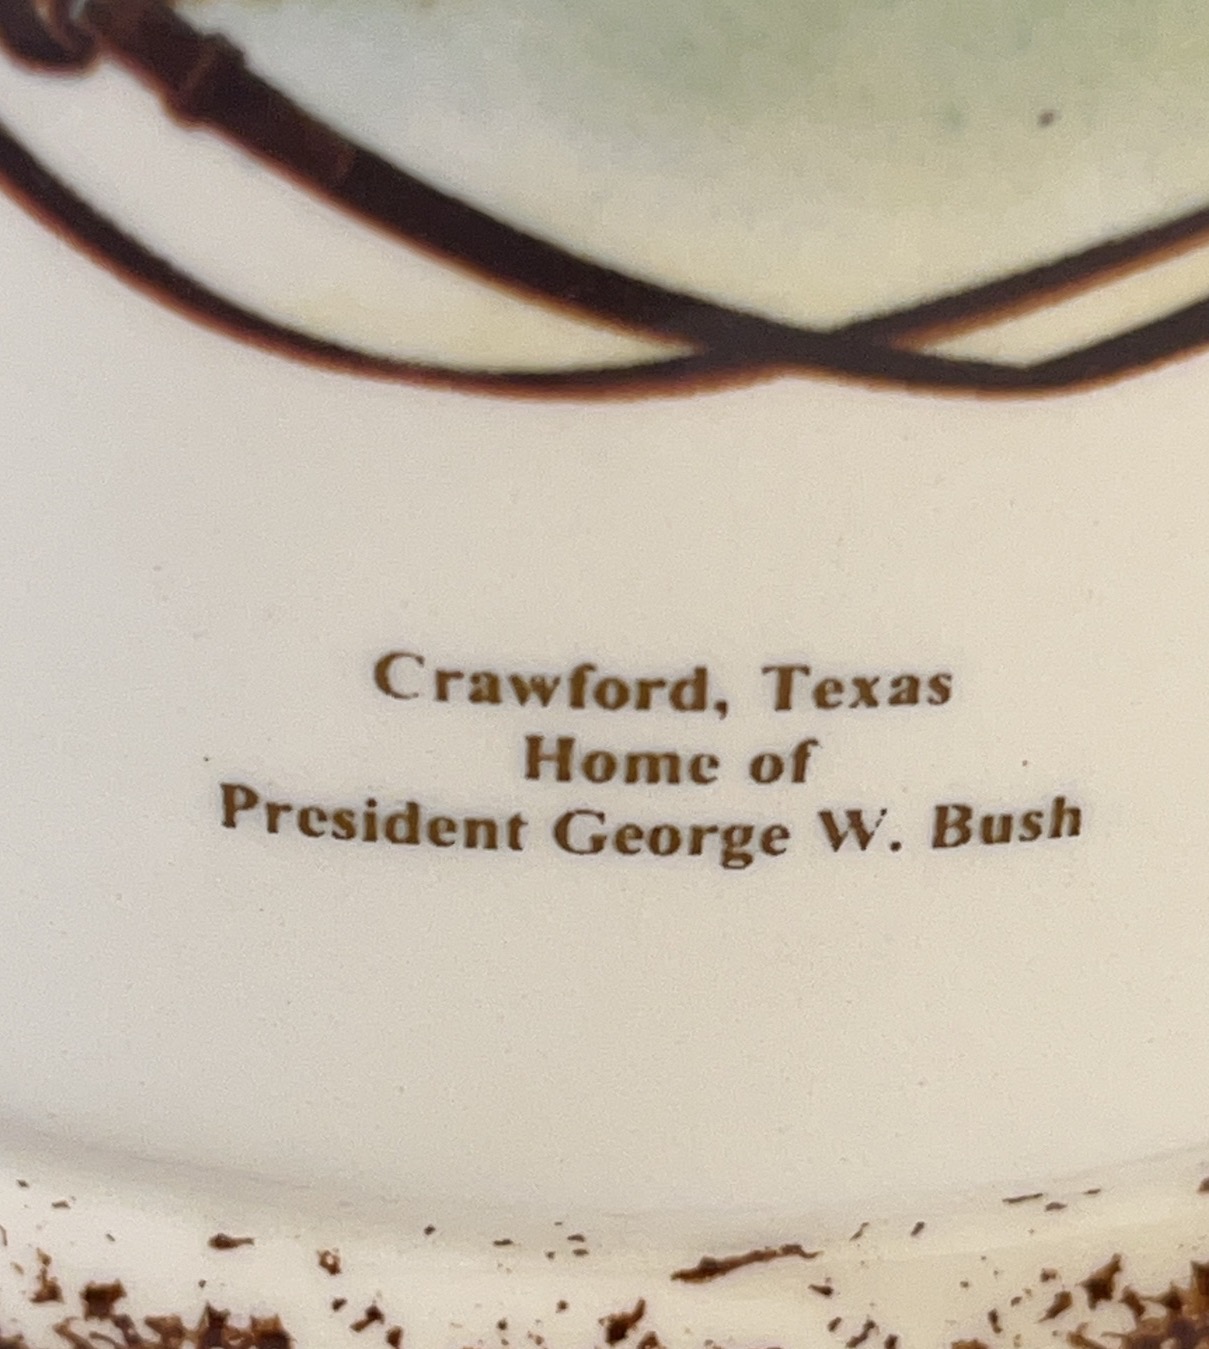 Crawford, Texas
Home of
President George W. Bush